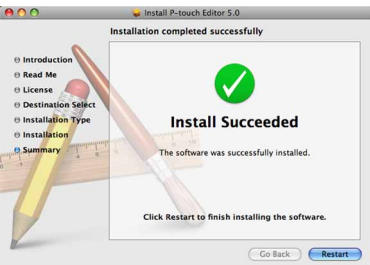 Install P-touch Editor 5.0
Installation completed successfully
Introduction
Read Me
License
Destination Select
Installation Type
Installation
Summary
Install Succeeded
The software was successfully installed.
Click Restart to finish installing the software.
Go Back
Restart